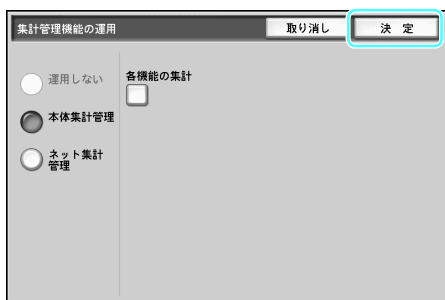 集計管理機能の運用
取り消し
決 定
運用しない
各機能の集計
本体集計管理
ネット集計
管理